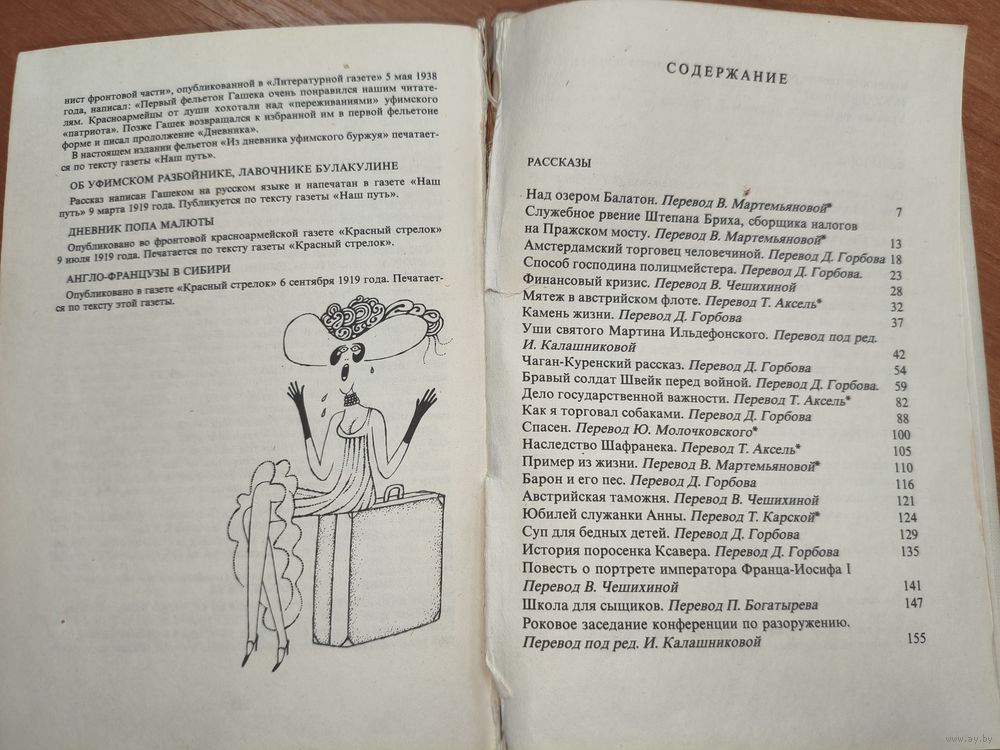 нист фронтовой части», опубликованной в «Литературной газете» 5 мая 1938
года, написал: «Первый фельетон Гашека очень понравился нашим читате-
лям. Красноармейцы от души хохотали над «переживаниями» уфимского
«патриота». Позже Гашек возвращался к избранной им в первой фельетоне
форме и писал продолжение «Дневника».
В настоящем издании фельетон «Из дневника уфимского буржуя» печатает-
ся по тексту газеты «Наш путь».
ОБ УФИМСКОМ РАЗБОЙНИКЕ, ЛАВОЧНИКЕ БУЛАКУЛИНЕ
Рассказ написан Гашеком на русском языке и напечатан в газете «Наш
путь» 9 марта 1919 года. Публикуется по тексту газеты «Наш путь».
ДНЕВНИК ПОПА МАЛЮТЫ
Опубликовано во фронтовой красноармейской газете «Красный стрелок»
9 июля 1919 года. Печатается по тексту газеты «Красный стрелок».
АНГЛО-ФРАНЦУЗЫ В СИБИРИ
Опубликовано в газете «Красный стрелок» 6 сентября 1919 года. Печатает-
ся по тексту этой газеты.
СОДЕРЖАНИЕ
РАССКАЗЫ
Над озером Балатон. Перевод В. Мартемьяновой* 7
Служебное рвение Штепана Бриха, сборщика налогов
на Пражском мосту. Перевод В. Мартемьяновой* 13
Амстердамский торговец человечиной. Перевод Д. Горбова 18
Способ господина полицмейстера. Перевод Д. Горбова. 23
Финансовый кризис. Перевод В. Чешихиной 28
Мятеж в австрийском флоте. Перевод Т. Аксель* 32
Камень жизни. Перевод Д. Горбова 37
Уши святого Мартина Ильдефонского. Перевод под ред.
И. Калашниковой 42
Чаган-Куренский рассказ. Перевод Д. Горбова 54
Бравый солдат Швейк перед войной. Перевод Д. Горбова. 59
Дело государственной важности. Перевод Т. Аксель* 82
Как я торговал собаками. Перевод Д. Горбова 88
Спасен. Перевод Ю. Молочковского* 100
Наследство Шафранека. Перевод Т. Аксель* 105
Пример из жизни. Перевод В. Мартемьяновой* 110
Барон и его пес. Перевод Д. Горбова 116
Австрийская таможня. Перевод В. Чешихиной 121
Юбилей служанки Анны. Перевод Т. Карской* 124
Суп для бедных детей. Перевод Д. Горбова 129
История поросенка Ксавера. Перевод Д. Горбова 135
Повесть о портрете императора Франца-Иосифа I
Перевод В. Чешихиной 141
Школа для сыщиков. Перевод П. Богатырева 147
Роковое заседание конференции по разоружению.
Перевод под ред. И. Калашниковой 155
www.ay.by